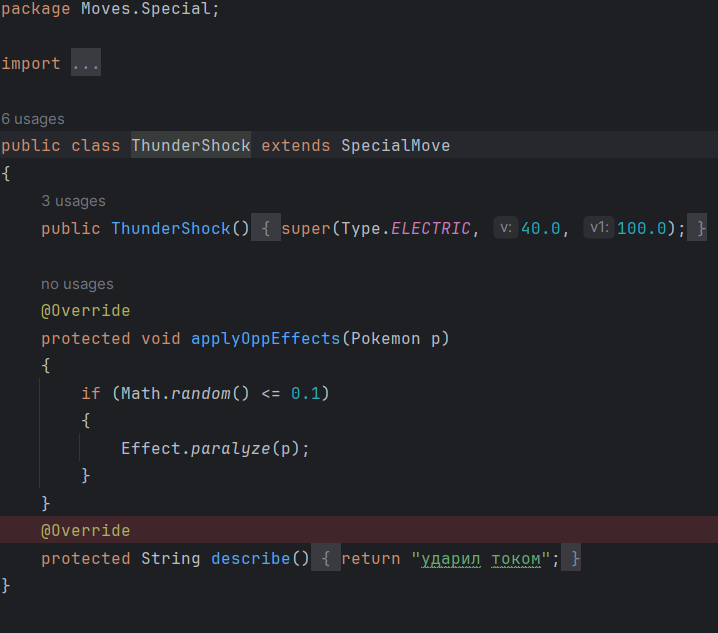 package Moves.Special;
import ...
6 usages
public class ThunderShock extends SpecialMove
{
3 usages
public ThunderShock() { super(Type.ELECTRIC, v: 40.0, v1: 100.0); }
no usages
@Override
protected void applyOppEffects(Pokemon p)
{
if (Math.random() <= 0.1)
{
Effect.paralyze(p);
}
}
@Override
protected String describe() { return "ударил током"; }
}